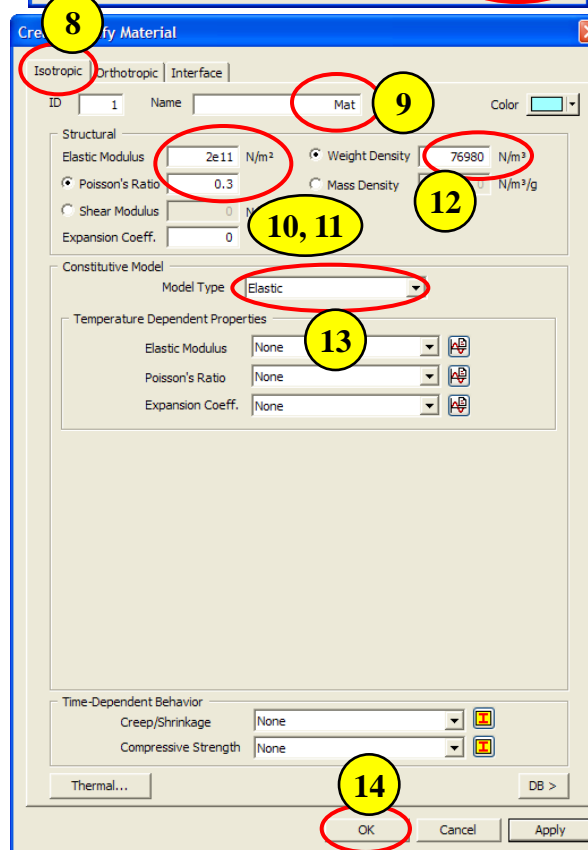 8
Cre fy Material
Isotropic Orthotropic Interface
ID 1 Name Mat 9 Color
Structural
Elastic Modulus 2e11 N/m² Weight Density 76980 N/m³
Poisson's Ratio 0.3 Mass Density 0 N/m³/g
12
Shear Modulus 0 N
10, 11
Expansion Coeff. 0
Constitutive Model
Model Type Elastic
Temperature Dependent Properties
13
Elastic Modulus None
Poisson's Ratio None
Expansion Coeff. None
Time-Dependent Behavior
Creep/Shrinkage None
Compressive Strength None
Thermal... 14 DB >
OK Cancel Apply